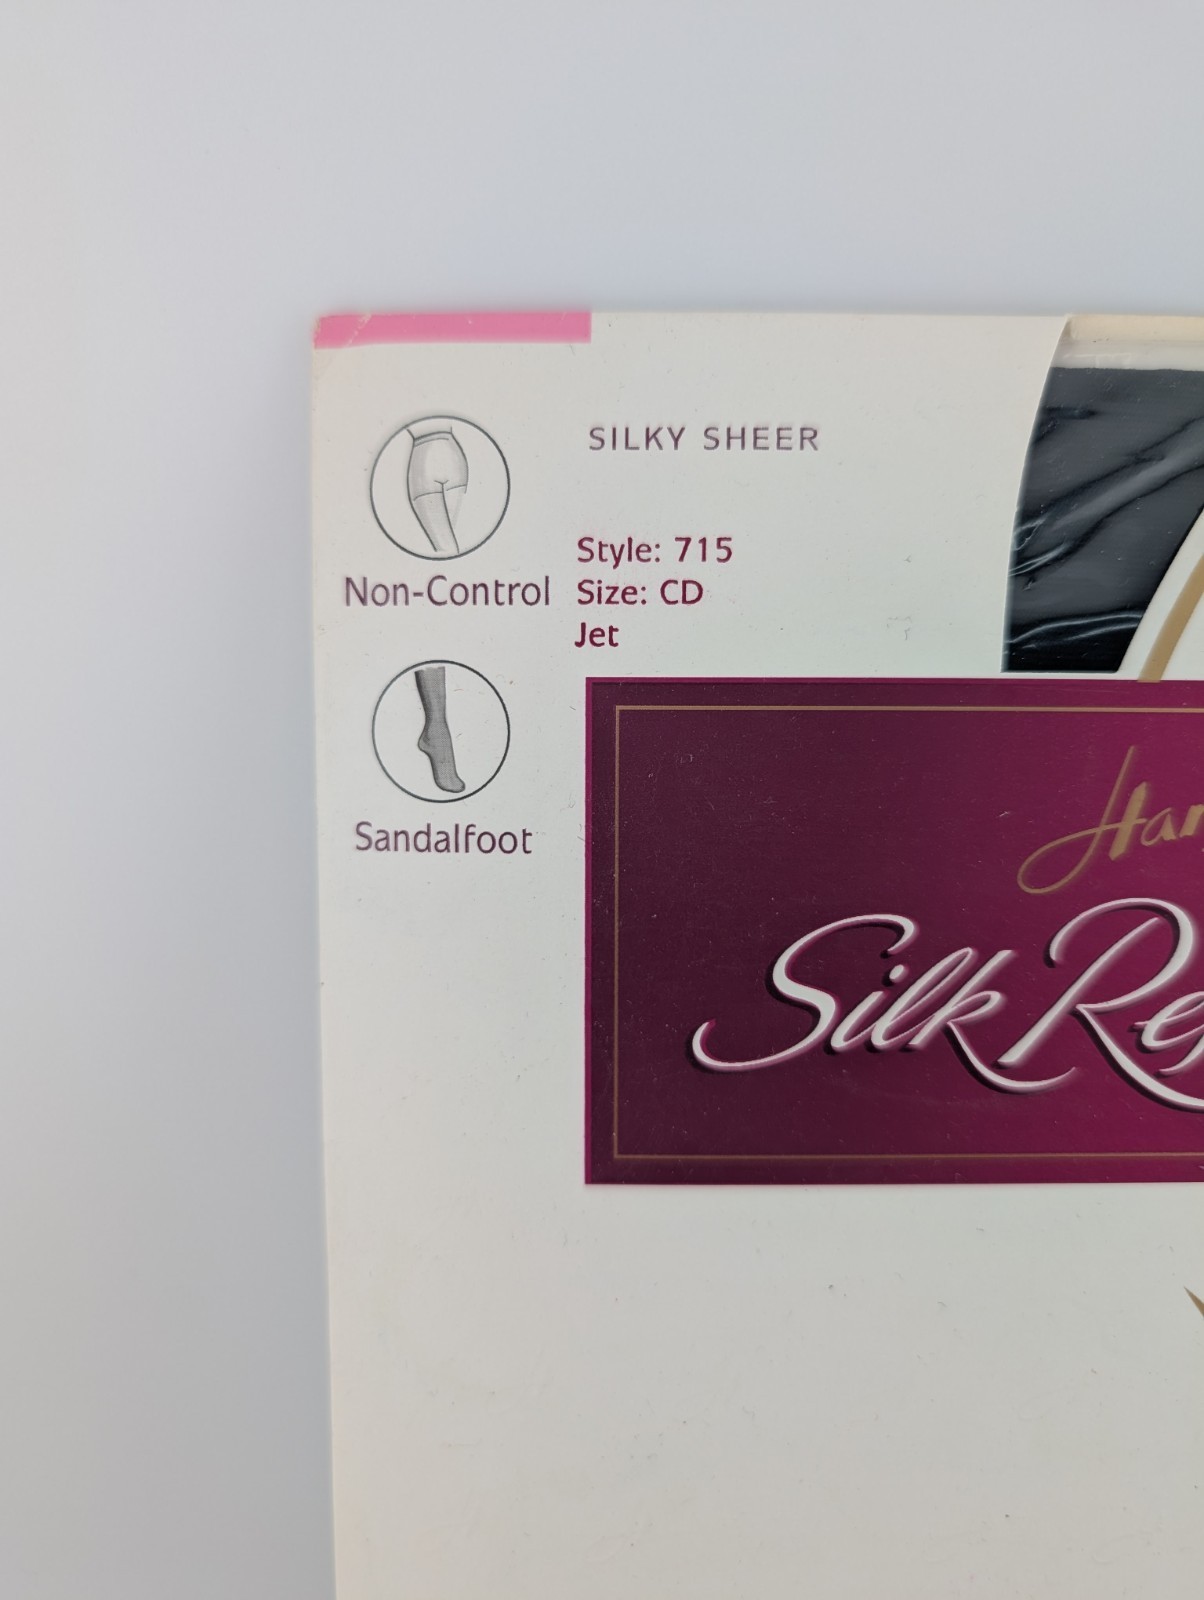 SILKY SHEER
Style: 715
Non-Control
Size: CD
Jet
Sandalfoot
Silk